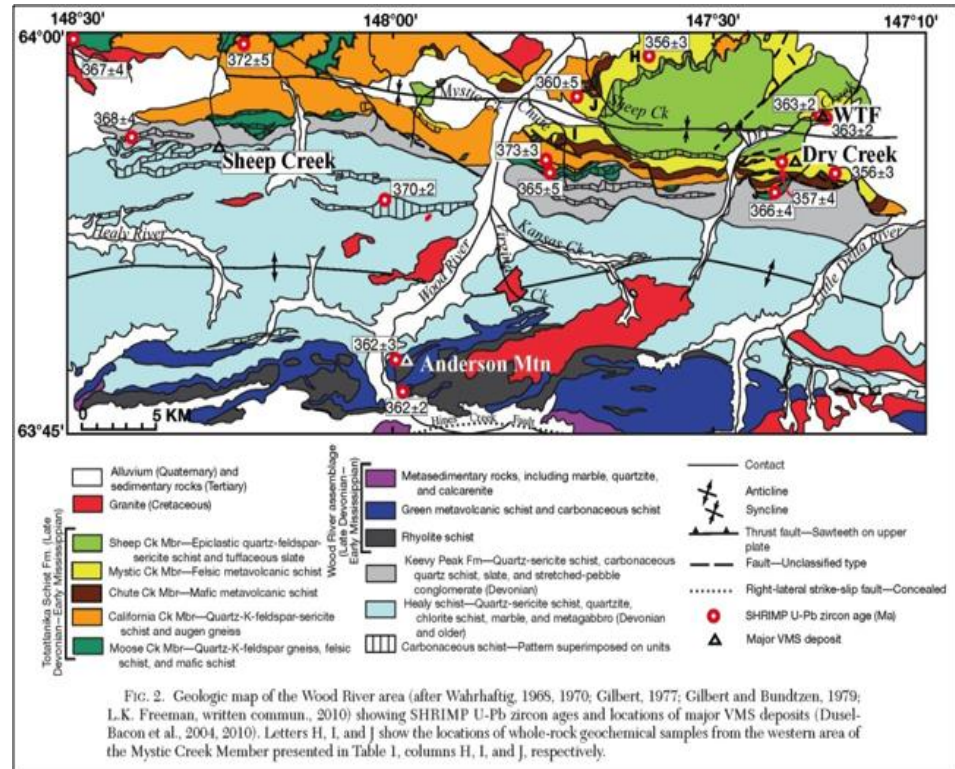 148°30'
148°00'
147°30'
147°10'
64°00'
63°45'
367±4
372±5
360±5
356±3
H
J
I
Mystic Ck
Sheep Ck
Chute Ck
Dry
Creek
363±2
WTF
363±2
368±4
Sheep Creek
373±3
365±5
Dry Creek
356±3
357±4
366±4
370±2
Healy River
Wood River
Kansas Ck
Virginia Ck
Little Delta River
362±3
Anderson Mtn
362±2
Hines Creek Fault
0 5 KM
Totatlanika Schist Fm. (Late
Devonian–Early Mississippian)
Alluvium (Quaternary) and
sedimentary rocks (Tertiary)
Granite (Cretaceous)
Sheep Ck Mbr—Epiclastic quartz-feldspar-
sericite schist and tuffaceous slate
Mystic Ck Mbr—Felsic metavolcanic schist
Chute Ck Mbr—Mafic metavolcanic schist
California Ck Mbr—Quartz-K-feldspar-sericite
schist and augen gneiss
Moose Ck Mbr—Quartz-K-feldspar gneiss, felsic
schist, and mafic schist
Wood River assemblage
(Late Devonian–
Early Mississippian)
Metasedimentary rocks, including marble, quartzite,
and calcarenite
Green metavolcanic schist and carbonaceous schist
Rhyolite schist
Keevy Peak Fm—Quartz-sericite schist, carbonaceous
quartz schist, slate, and stretched-pebble
conglomerate (Devonian)
Healy schist—Quartz-sericite schist, quartzite,
chlorite schist, marble, and metagabbro (Devonian
and older)
Carbonaceous schist—Pattern superimposed on units
Contact
Anticline
Syncline
Thrust fault—Sawteeth on upper
plate
Fault—Unclassified type
Right-lateral strike-slip fault—Concealed
SHRIMP U-Pb zircon age (Ma)
Major VMS deposit
FIG. 2. Geologic map of the Wood River area (after Wahrhaftig, 1968, 1970; Gilbert, 1977; Gilbert and Bundtzen, 1979;
L.K. Freeman, written commun., 2010) showing SHRIMP U-Pb zircon ages and locations of major VMS deposits (Dusel-
Bacon et al., 2004, 2010). Letters H, I, and J show the locations of whole-rock geochemical samples from the western area of
the Mystic Creek Member presented in Table 1, columns H, I, and J, respectively.